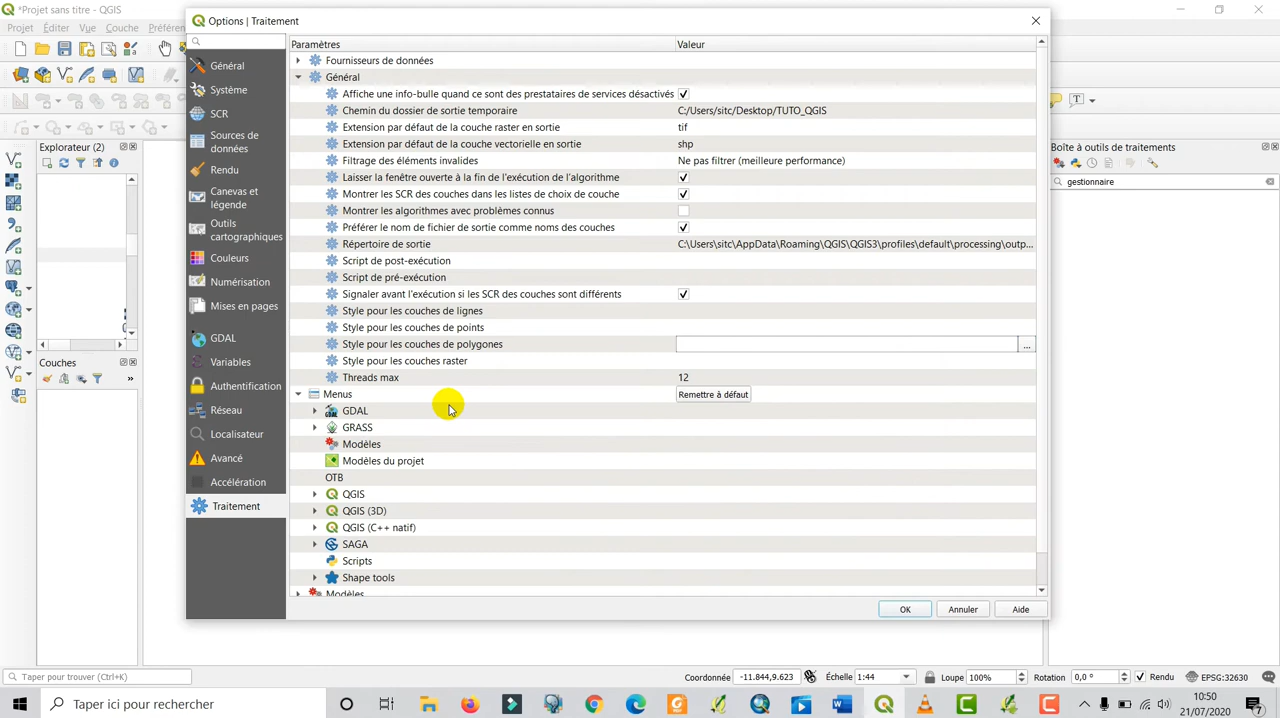 *Projet sans titre - QGIS
Projet Éditer Vue Couche Préféren
Options | Traitement
Général
Système
SCR
Sources de
données
Rendu
Canevas et
légende
Outils
cartographiques
Couleurs
Numérisation
Mises en pages
GDAL
Variables
Authentification
Réseau
Localisateur
Avancé
Accélération
Traitement
Paramètres Valeur
Fournisseurs de données
Général
Affiche une info-bulle quand ce sont des prestataires de services désactivés
Chemin du dossier de sortie temporaire C:/Users/sitc/Desktop/TUTO_QGIS
Extension par défaut de la couche raster en sortie tif
Extension par défaut de la couche vectorielle en sortie shp
Filtrage des éléments invalides Ne pas filtrer (meilleure performance)
Laisser la fenêtre ouverte à la fin de l'exécution de l'algorithme
Montrer les SCR des couches dans les listes de choix de couche
Montrer les algorithmes avec problèmes connus
Préférer le nom de fichier de sortie comme noms des couches
Répertoire de sortie C:\Users\sitc\AppData\Roaming\QGIS\QGIS3\profiles\default\processing\outp...
Script de post-exécution
Script de pré-exécution
Signaler avant l'exécution si les SCR des couches sont différents
Style pour les couches de lignes
Style pour les couches de points
Style pour les couches de polygones ...
Style pour les couches raster
Threads max 12
Menus Remettre à défaut
GDAL
GRASS
Modèles
Modèles du projet
OTB
QGIS
QGIS (3D)
QGIS (C++ natif)
SAGA
Scripts
Shape tools
Modèles
OK Annuler Aide
Explorateur (2)
Couches
»
Boîte à outils de traitements
gestionnaire
Taper pour trouver (Ctrl+K)
Coordonnée -11.844,9.623 Échelle 1:44 Loupe 100% Rotation 0,0 ° Rendu EPSG:32630
Taper ici pour rechercher
10:50
21/07/2020
7